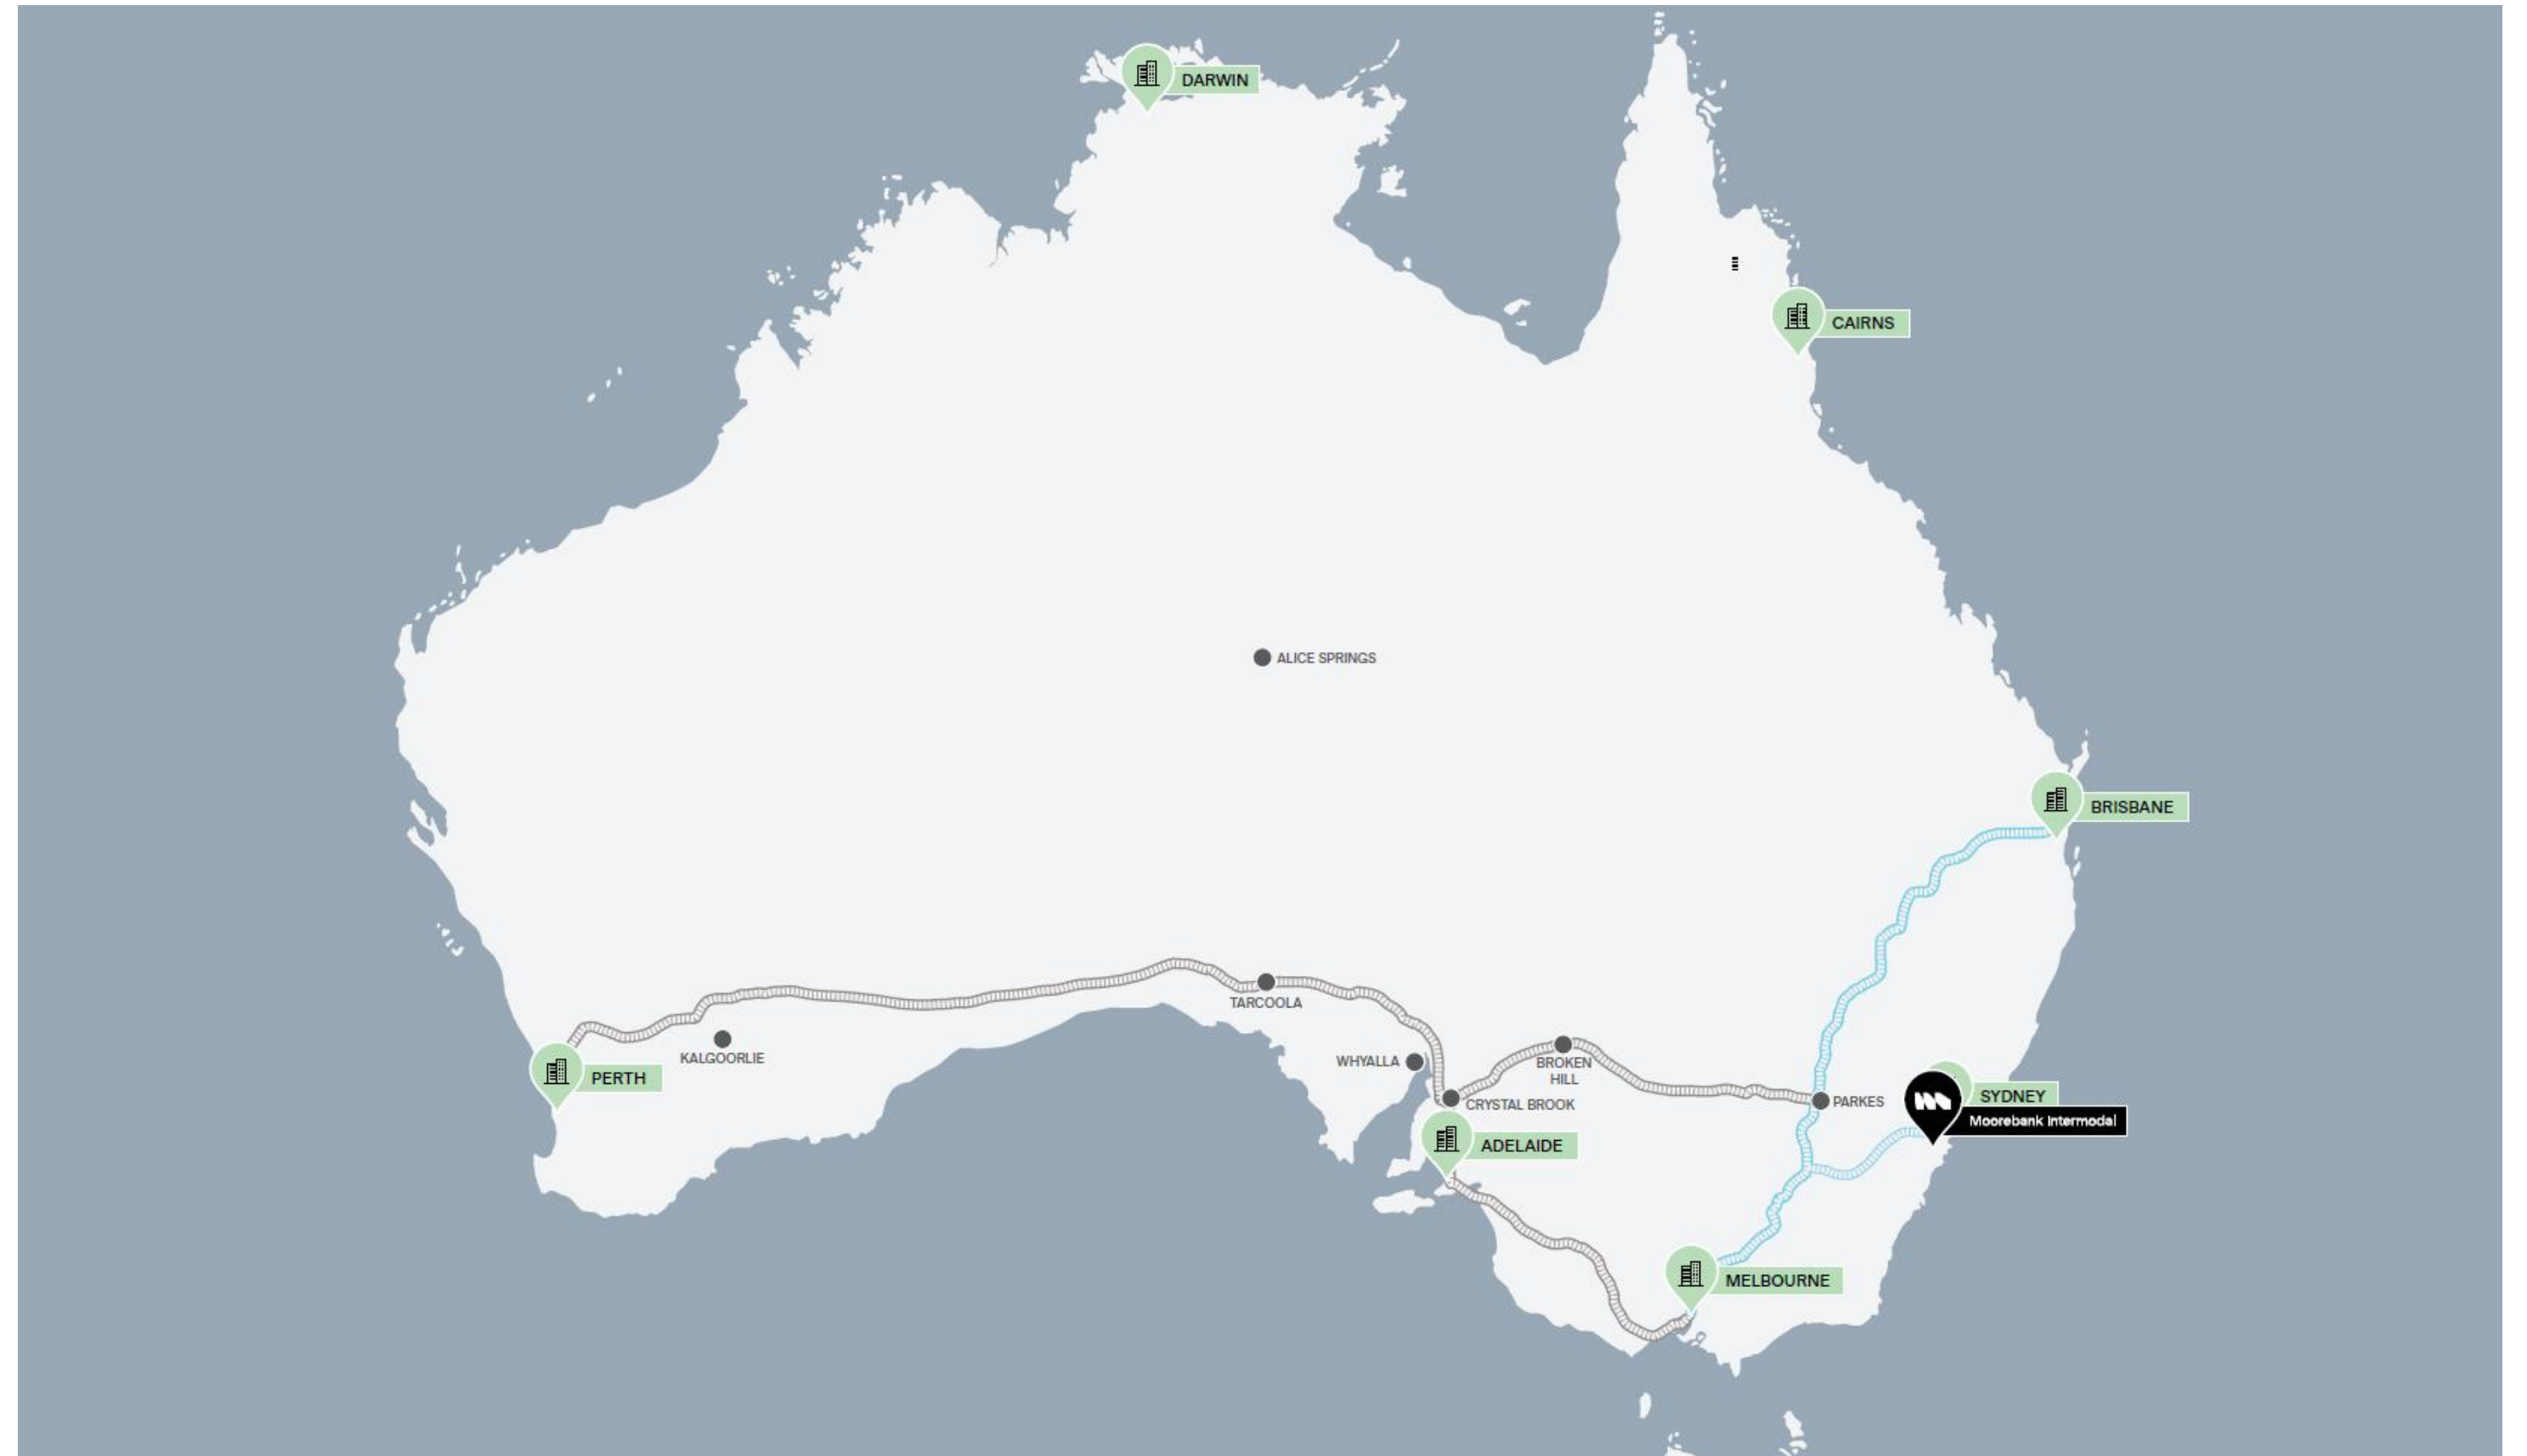 DARWIN
CAIRNS
ALICE SPRINGS
BRISBANE
TARCOOLA
KALGOORLIE
WHYALLA
BROKEN
HILL
PERTH
CRYSTAL BROOK
PARKES
SYDNEY
Moorebank Intermodal
ADELAIDE
MELBOURNE